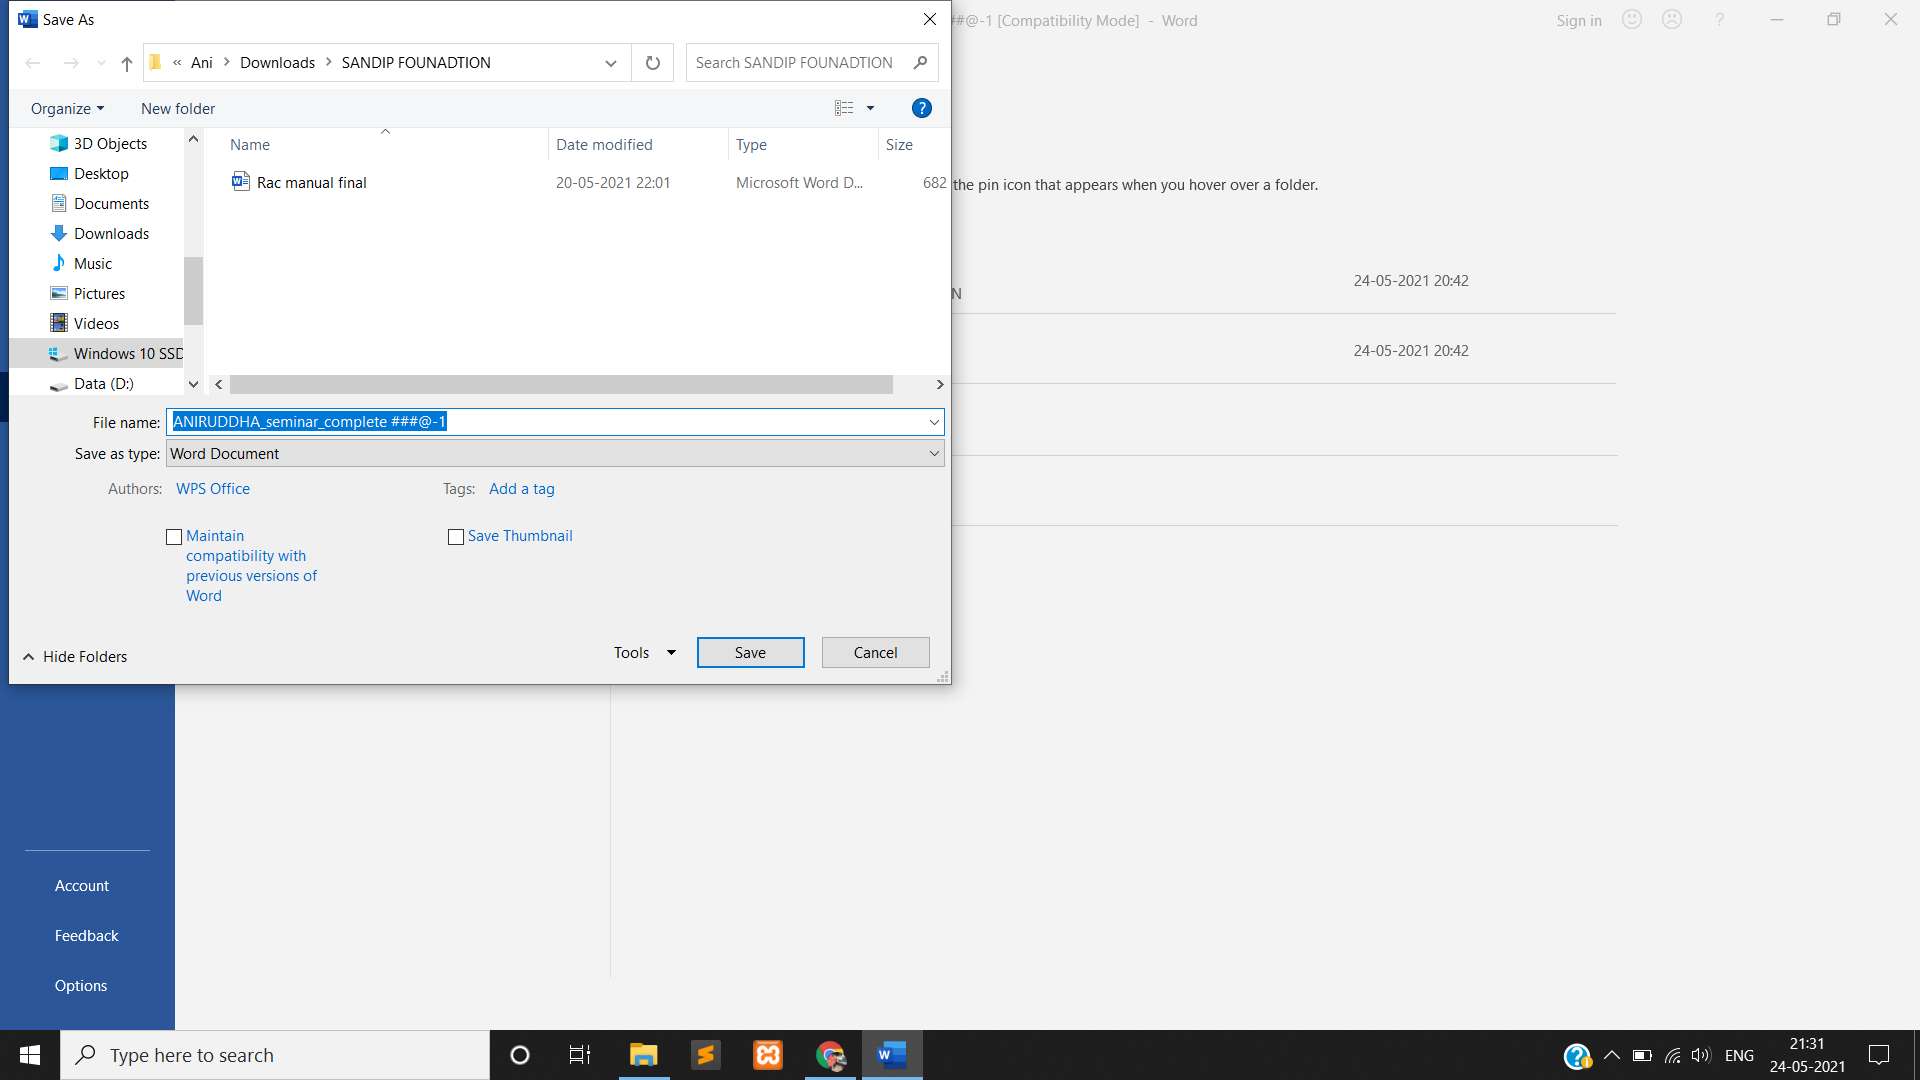 Save As
##@-1 [Compatibility Mode] - Word
Sign in
?
« Ani > Downloads > SANDIP FOUNADTION
Search SANDIP FOUNADTION
Organize
New folder
?
3D Objects
Desktop
Documents
Downloads
Music
Pictures
Videos
Windows 10 SSD
Data (D:)
Name
Date modified
Type
Size
Rac manual final
20-05-2021 22:01
Microsoft Word D...
682
the pin icon that appears when you hover over a folder.
24-05-2021 20:42
N
24-05-2021 20:42
File name: ANIRUDDHA_seminar_complete ###@-1
Save as type: Word Document
Authors: WPS Office
Tags: Add a tag
Maintain
compatibility with
previous versions of
Word
Save Thumbnail
Hide Folders
Tools
Save
Cancel
Account
Feedback
Options
Type here to search
ENG
21:31
24-05-2021